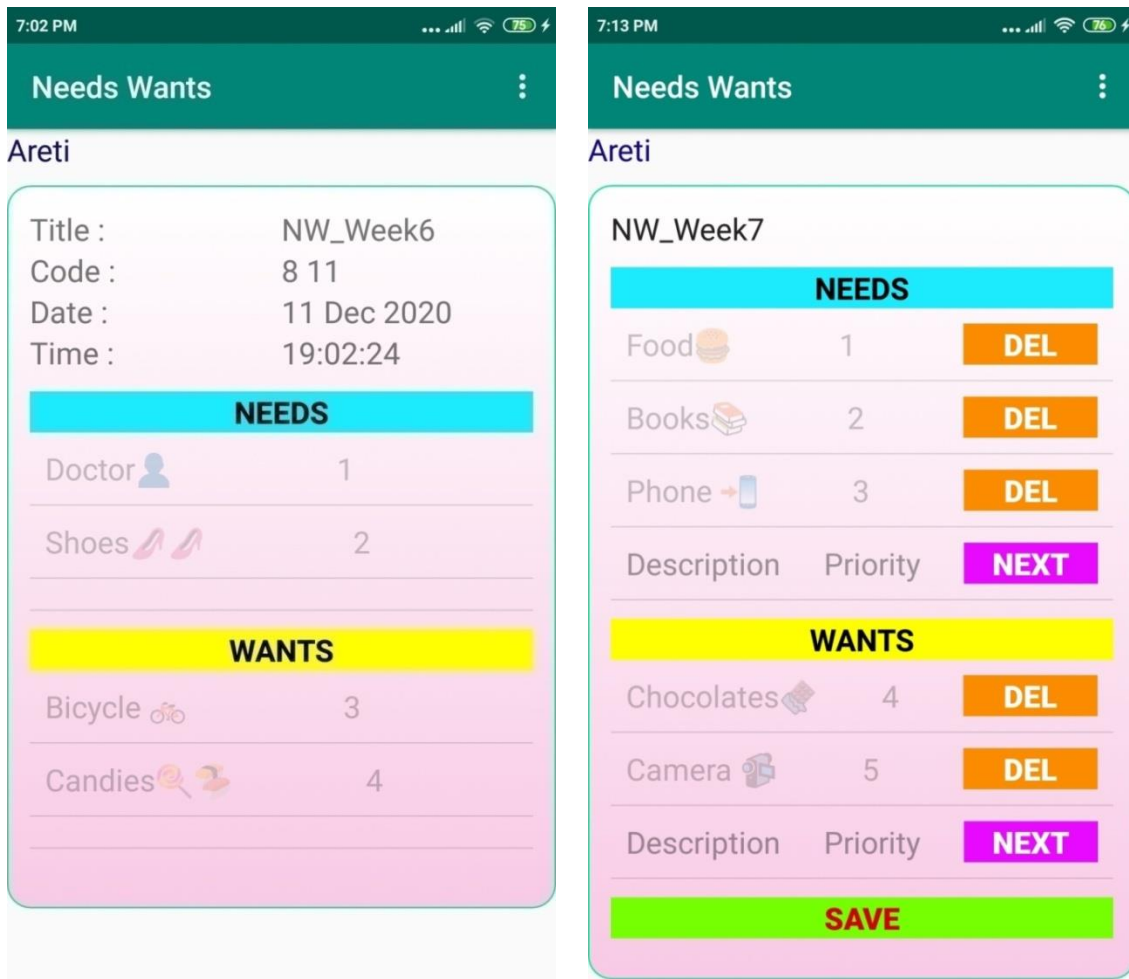 7:02 PM
75
Needs Wants
Areti
Title : NW_Week6
Code : 8 11
Date : 11 Dec 2020
Time : 19:02:24
NEEDS
Doctor 1
Shoes 2
WANTS
Bicycle 3
Candies 4
7:13 PM
76
Needs Wants
Areti
NW_Week7
NEEDS
Food 1 DEL
Books 2 DEL
Phone 3 DEL
Description Priority NEXT
WANTS
Chocolates 4 DEL
Camera 5 DEL
Description Priority NEXT
SAVE